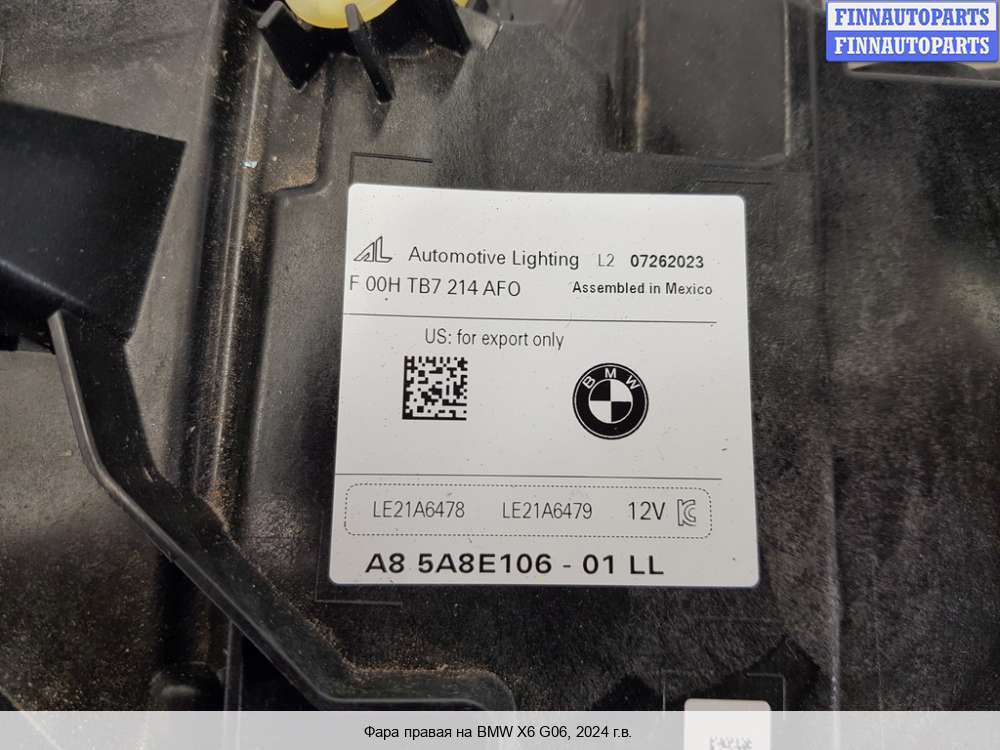 FINNAUTOPARTS
FINNAUTOPARTS
AL Automotive Lighting L2 07262023
F 00H TB7 214 AFO Assembled in Mexico
US: for export only
BMW
LE21A6478 LE21A6479 12V
A8 5A8E106 - 01 LL
Фара правая на BMW X6 G06, 2024 г.в.